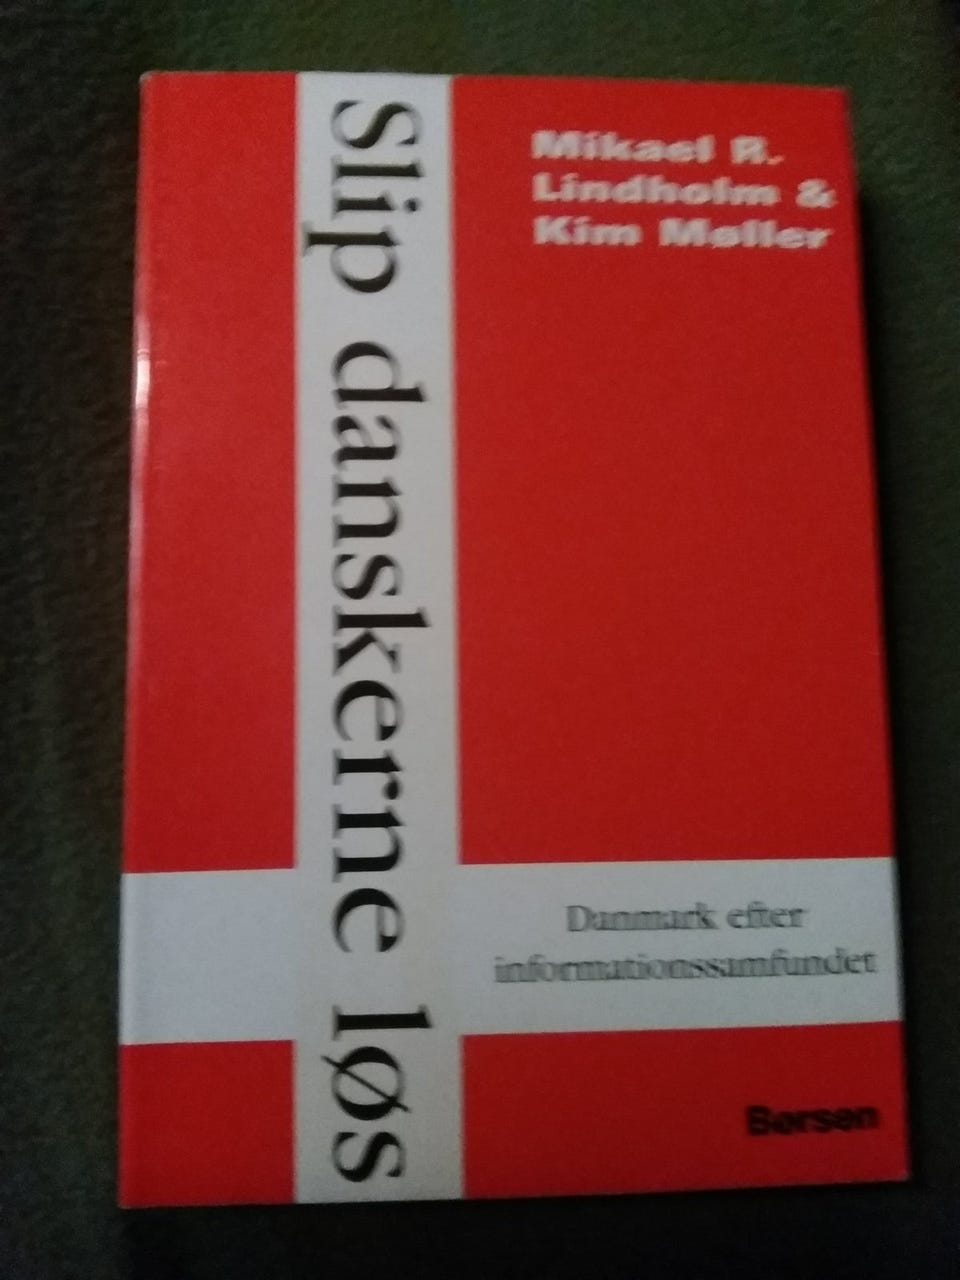 Mikael R.
Lindholm &
Kim Møller
Slip danskerne løs
Danmark efter
informationssamfundet
Børsen